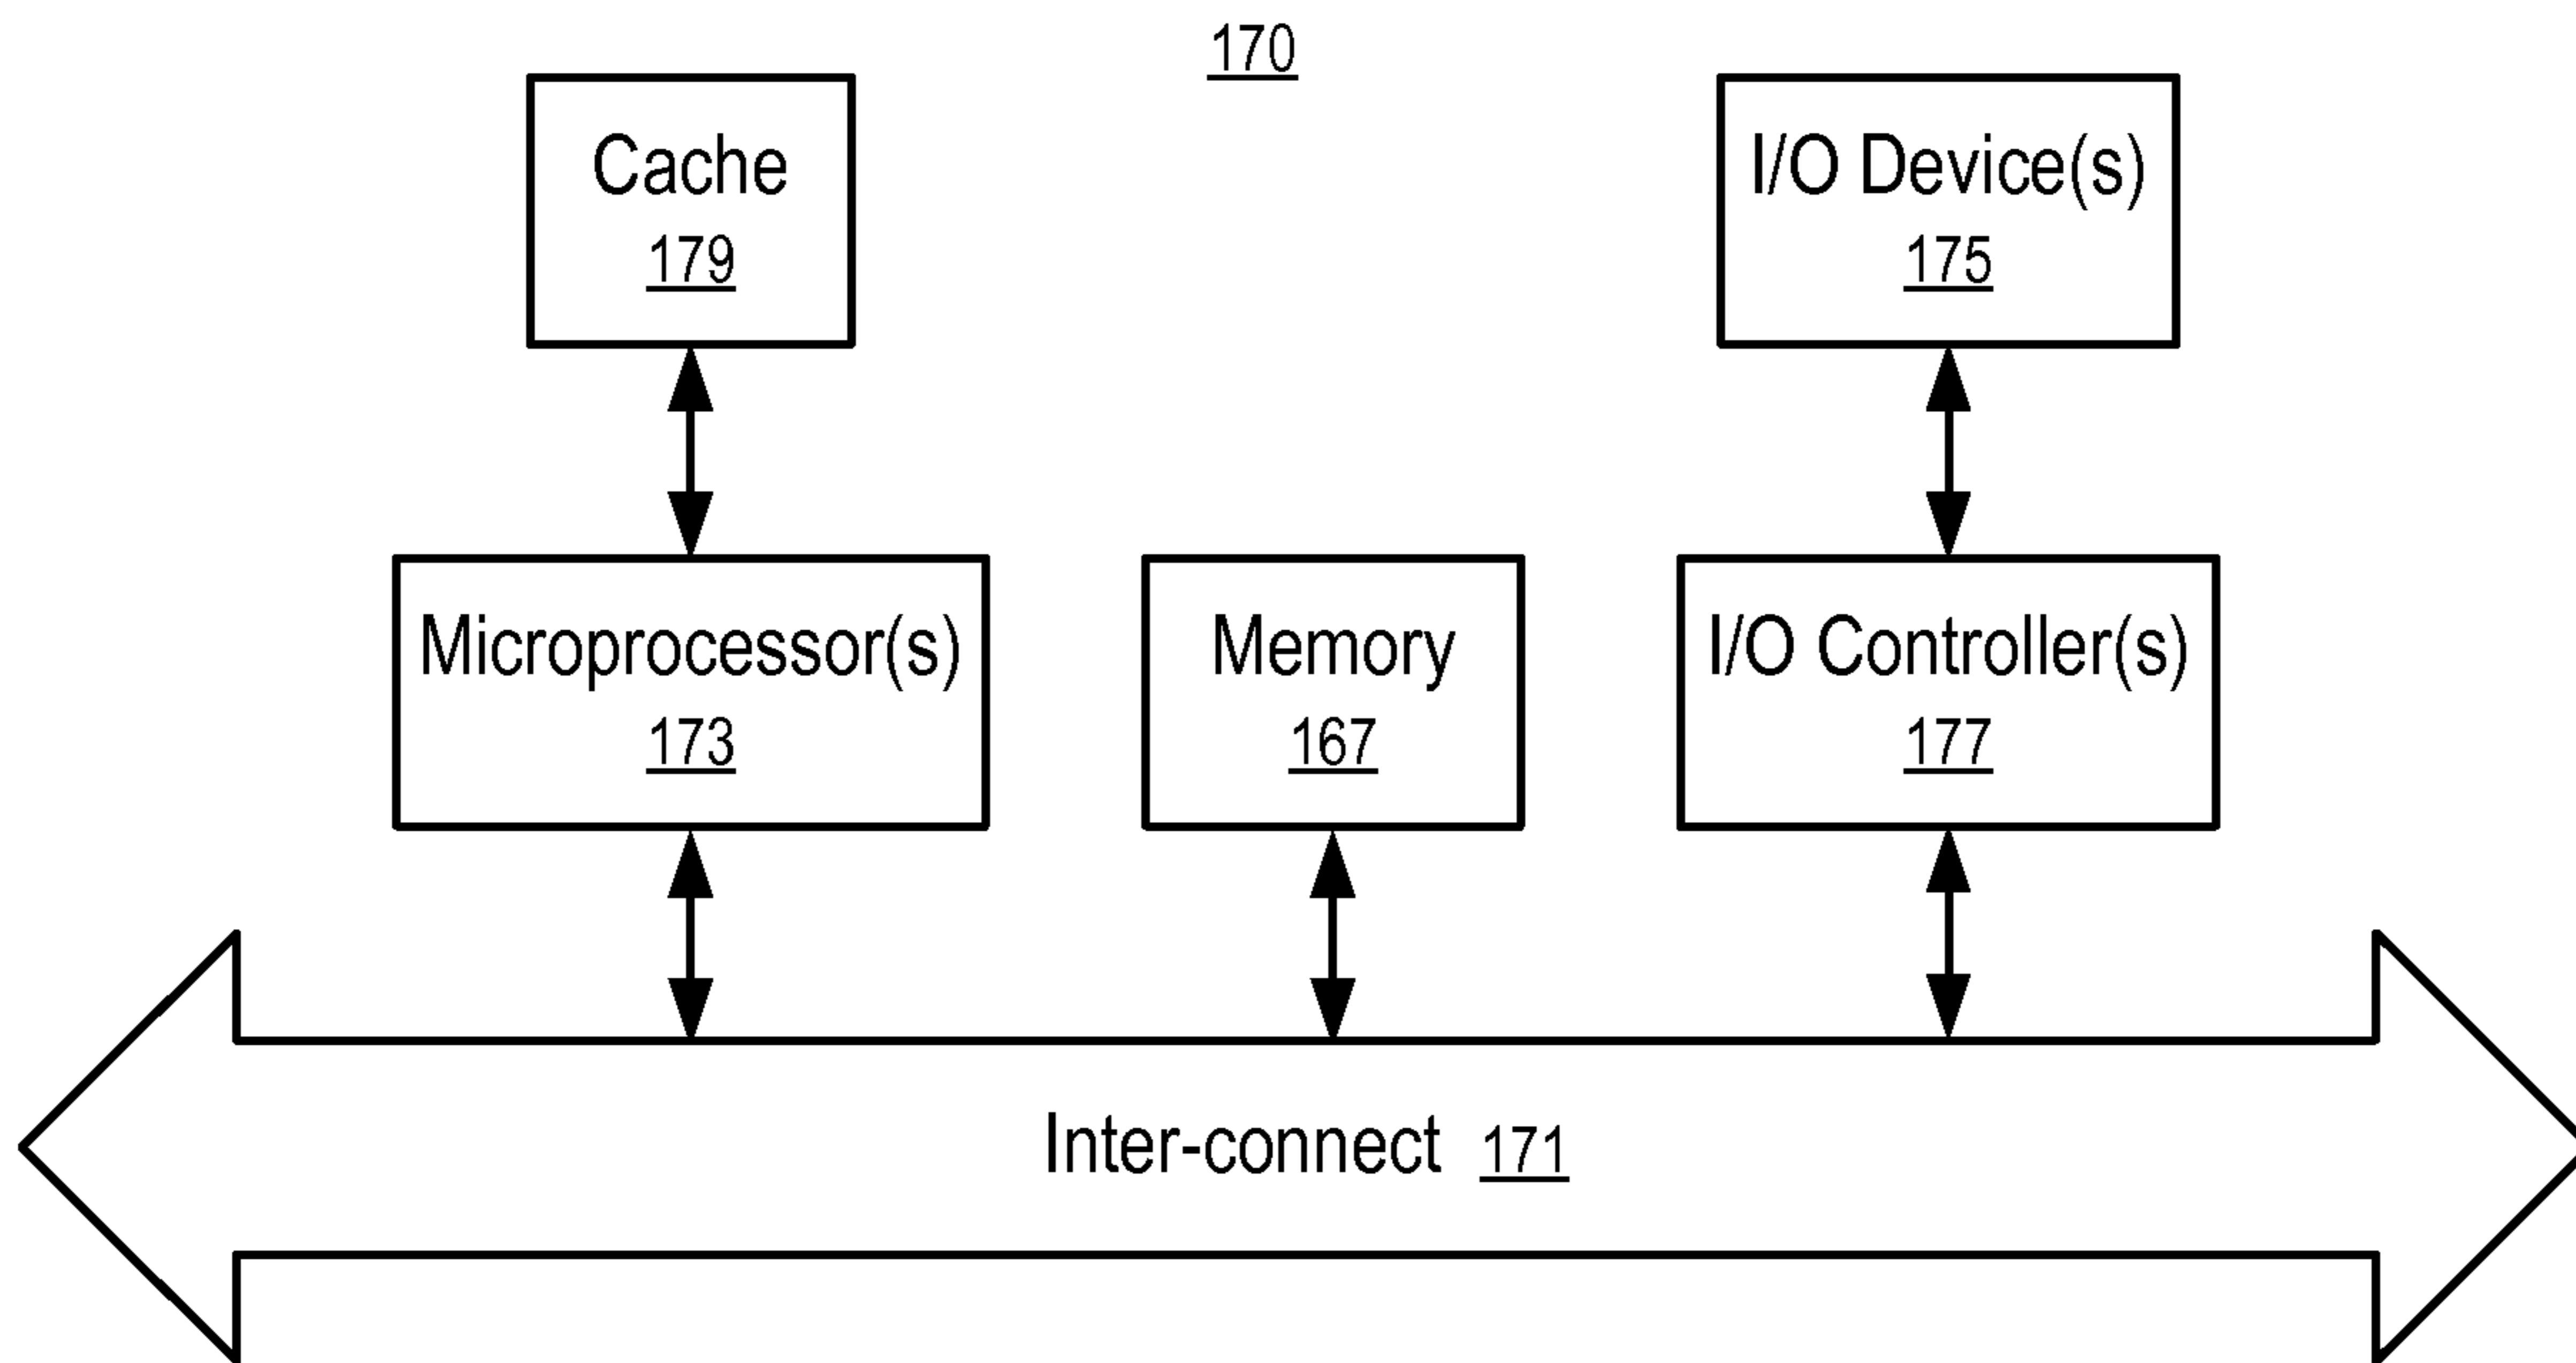 170
Cache
179
I/O Device(s)
175
Microprocessor(s)
173
Memory
167
I/O Controller(s)
177
Inter-connect 171